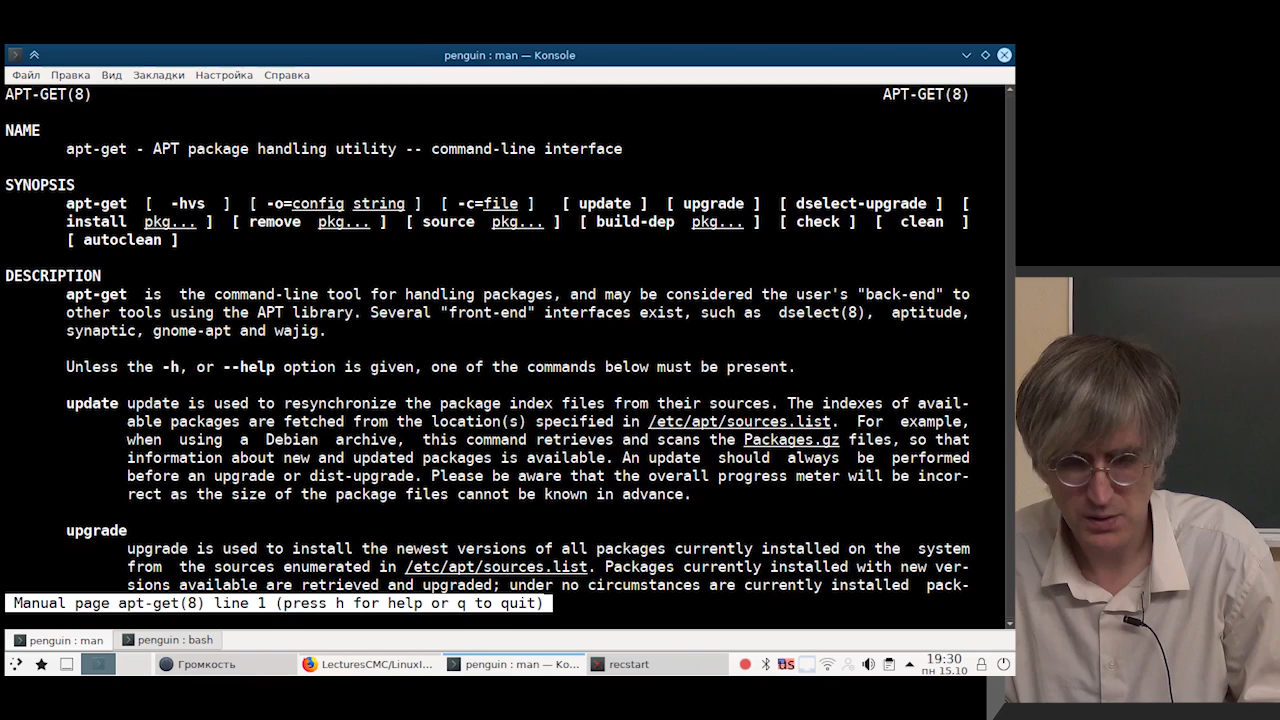 penguin : man — Konsole
Файл Правка Вид Закладки Настройка Справка
APT-GET(8) APT-GET(8)
NAME
apt-get - APT package handling utility -- command-line interface
SYNOPSIS
apt-get [ -hvs ] [ -o=config string ] [ -c=file ] [ update ] [ upgrade ] [ dselect-upgrade ] [
install pkg... ] [ remove pkg... ] [ source pkg... ] [ build-dep pkg... ] [ check ] [ clean ]
[ autoclean ]
DESCRIPTION
apt-get is the command-line tool for handling packages, and may be considered the user's "back-end" to
other tools using the APT library. Several "front-end" interfaces exist, such as dselect(8), aptitude,
synaptic, gnome-apt and wajig.
Unless the -h, or --help option is given, one of the commands below must be present.
update update is used to resynchronize the package index files from their sources. The indexes of avail-
able packages are fetched from the location(s) specified in /etc/apt/sources.list. For example,
when using a Debian archive, this command retrieves and scans the Packages.gz files, so that
information about new and updated packages is available. An update should always be performed
before an upgrade or dist-upgrade. Please be aware that the overall progress meter will be incor-
rect as the size of the package files cannot be known in advance.
upgrade
upgrade is used to install the newest versions of all packages currently installed on the system
from the sources enumerated in /etc/apt/sources.list. Packages currently installed with new ver-
sions available are retrieved and upgraded; under no circumstances are currently installed pack-
Manual page apt-get(8) line 1 (press h for help or q to quit)
penguin : man penguin : bash
Громкость LecturesCMC/LinuxI... penguin : man — Ko... recstart us 19:30
пн 15.10